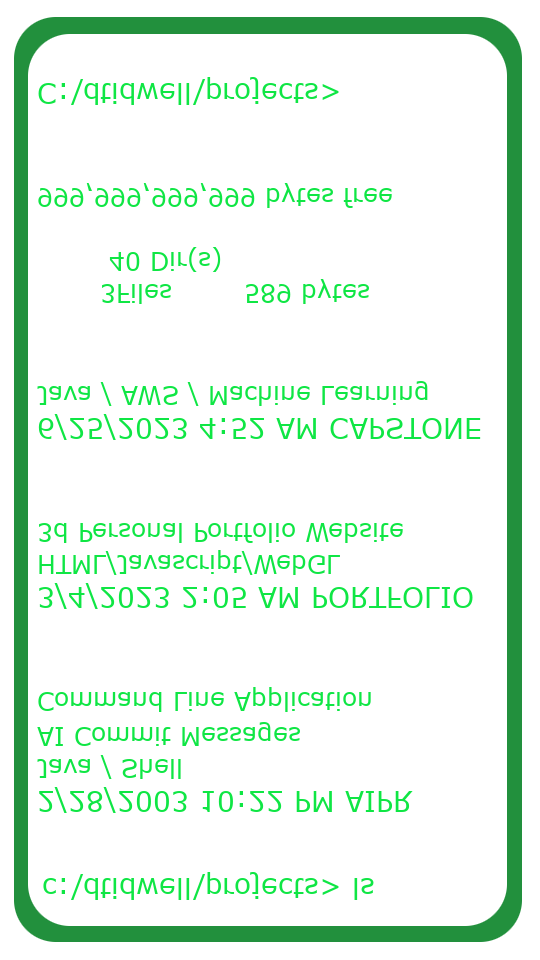 c:\dtidwell\projects> ls
2/28/2003 10:22 PM AIPR
Java / Shell
AI Commit Messages
Command Line Application
3/4/2023 2:05 AM PORTFOLIO
HTML/Javascript/WebGL
3d Personal Portfolio Website
6/25/2023 4:52 AM CAPSTONE
Java / AWS / Machine Learning
3Files 589 bytes
40 Dir(s)
999,999,999,999 bytes free
C:\dtidwell\projects>